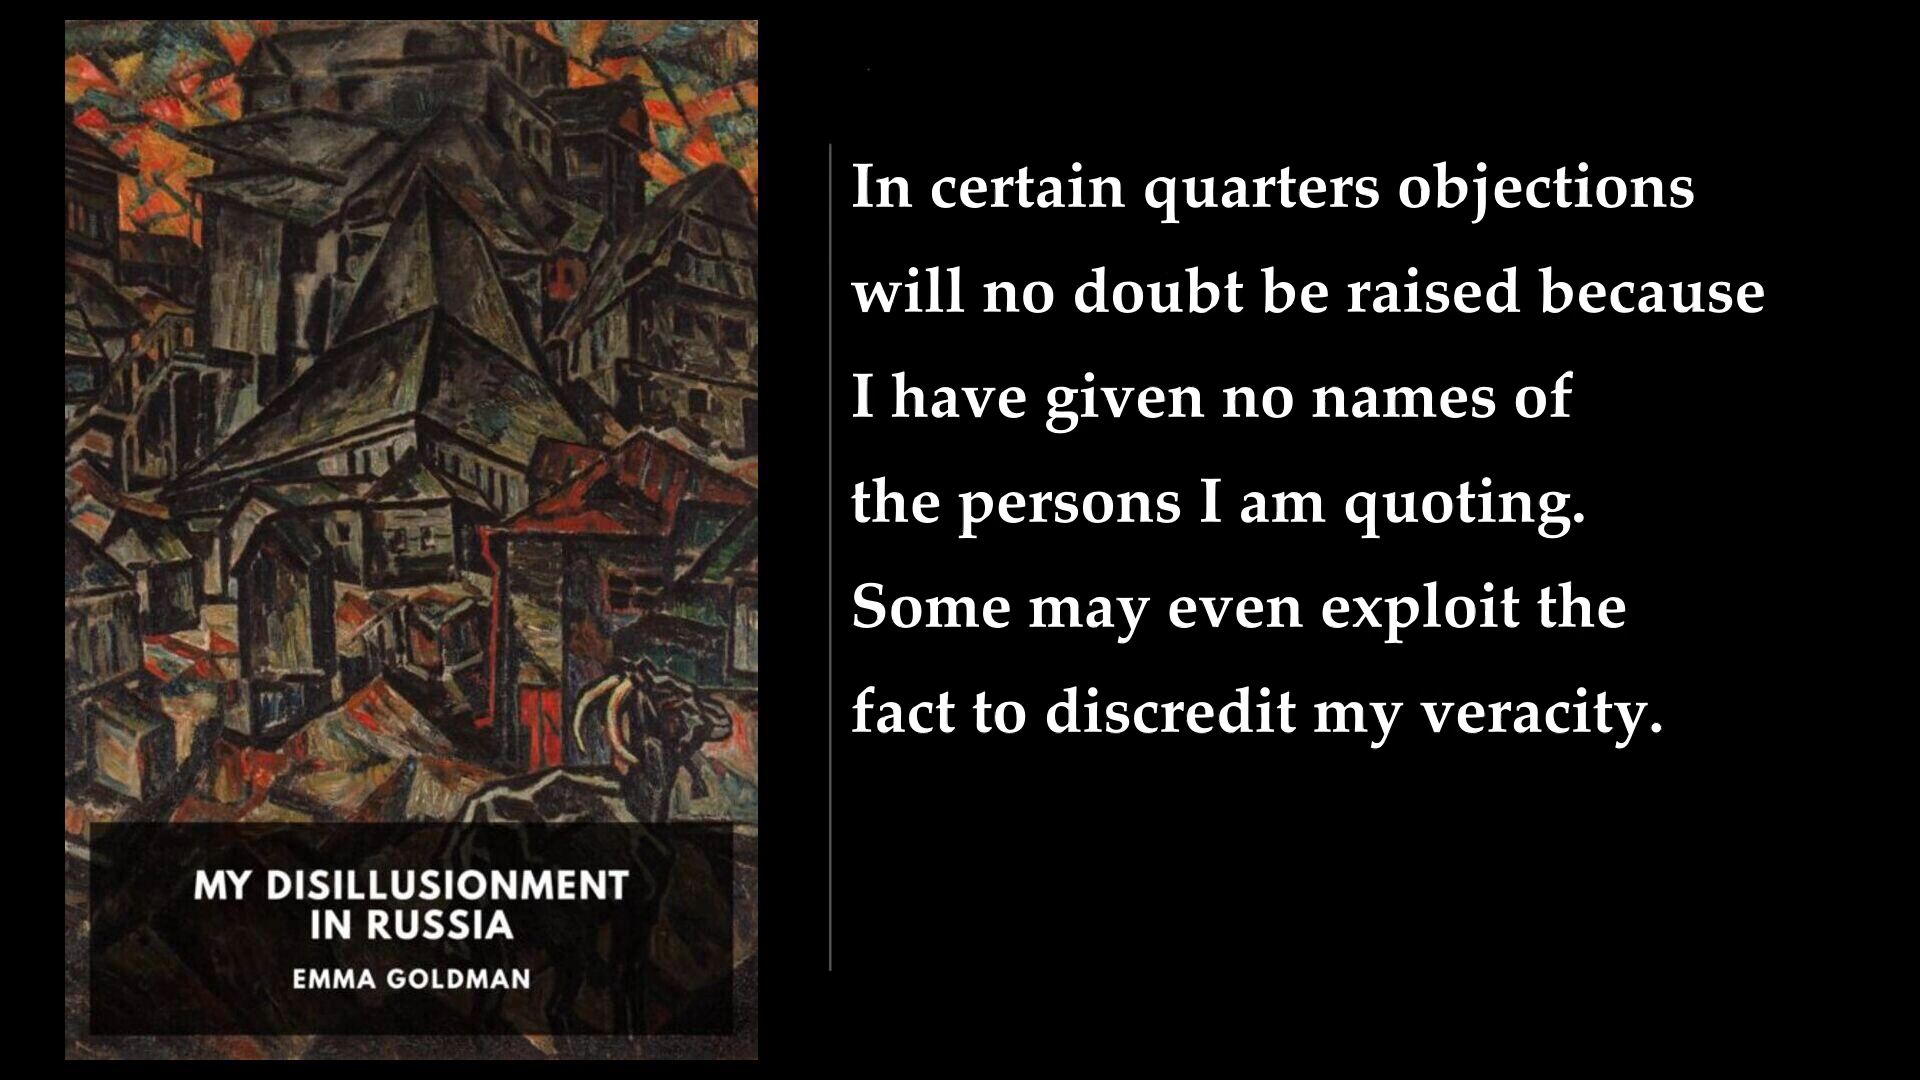 MY DISILLUSIONMENT
IN RUSSIA
EMMA GOLDMAN
In certain quarters objections
will no doubt be raised because
I have given no names of
the persons I am quoting.
Some may even exploit the
fact to discredit my veracity.